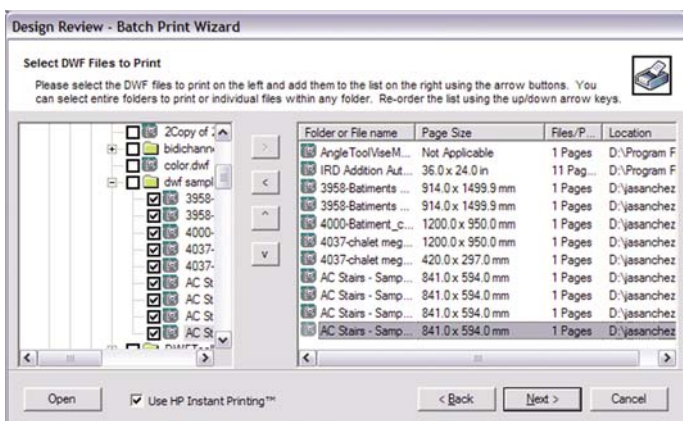 Design Review - Batch Print Wizard
Select DWF Files to Print
Please select the DWF files to print on the left and add them to the list on the right using the arrow buttons. You
can select entire folders to print or individual files within any folder. Re-order the list using the up/down arrow keys.
2Copy of
bidichann
color.dwf
dwf sampl
3958-
3958-
4000-
4037-
4037-
AC St
AC St
AC St
AC St
>
<
^
v
Folder or File name Page Size Files/P... Location
AngleToolViseM... Not Applicable 1 Pages D:\Program F
IRD Addition Aut... 36.0 x 24.0 in 11 Pag... D:\Program F
3958-Batiments ... 914.0 x 1499.9 mm 1 Pages D:\jasanchez
3958-Batiments ... 914.0 x 1499.9 mm 1 Pages D:\jasanchez
4000-Batiment_c... 1200.0 x 950.0 mm 1 Pages D:\jasanchez
4037-chalet meg... 1200.0 x 950.0 mm 1 Pages D:\jasanchez
4037-chalet meg... 420.0 x 297.0 mm 1 Pages D:\jasanchez
AC Stairs - Samp... 841.0 x 594.0 mm 1 Pages D:\jasanchez
AC Stairs - Samp... 841.0 x 594.0 mm 1 Pages D:\jasanchez
AC Stairs - Samp... 841.0 x 594.0 mm 1 Pages D:\jasanchez
AC Stairs - Samp... 841.0 x 594.0 mm 1 Pages D:\jasanchez
Open Use HP Instant Printing™ < Back Next > Cancel